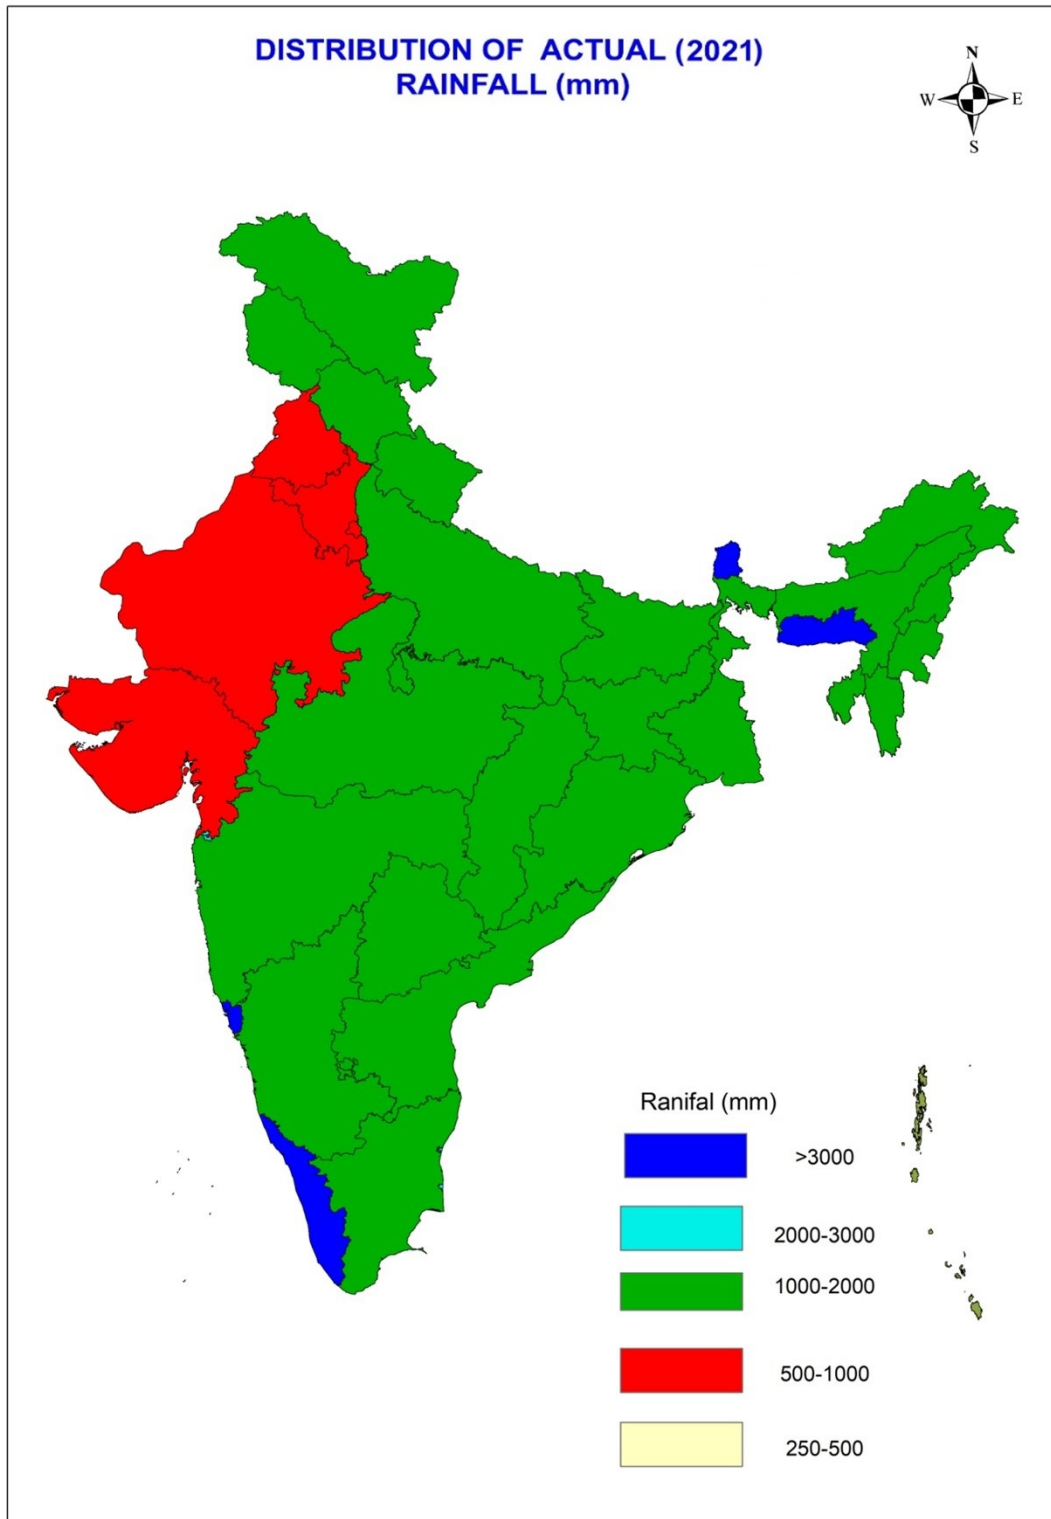 DISTRIBUTION OF ACTUAL (2021)
RAINFALL (mm)
N
W
E
S
Ranifal (mm)
>3000
2000-3000
1000-2000
500-1000
250-500